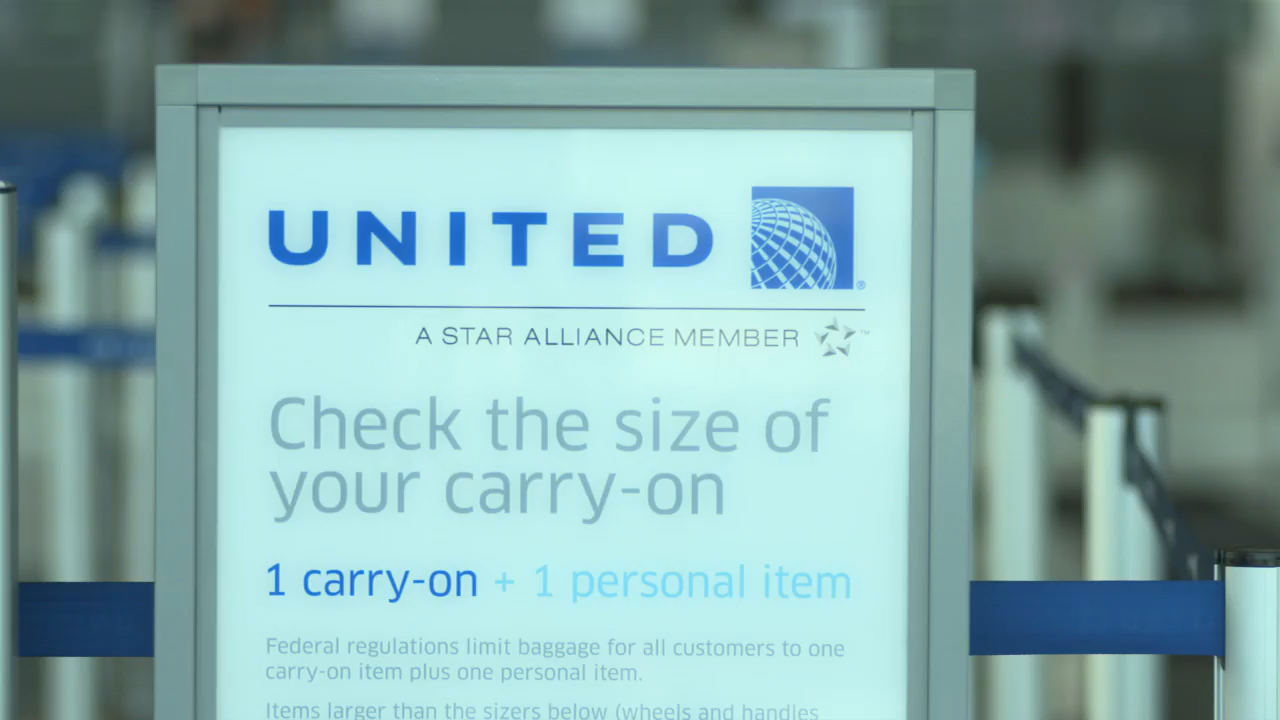 UNITED ®
A STAR ALLIANCE MEMBER ™
Check the size of
your carry-on
1 carry-on + 1 personal item
Federal regulations limit baggage for all customers to one
carry-on item plus one personal item.
Items larger than the sizers below (wheels and handles